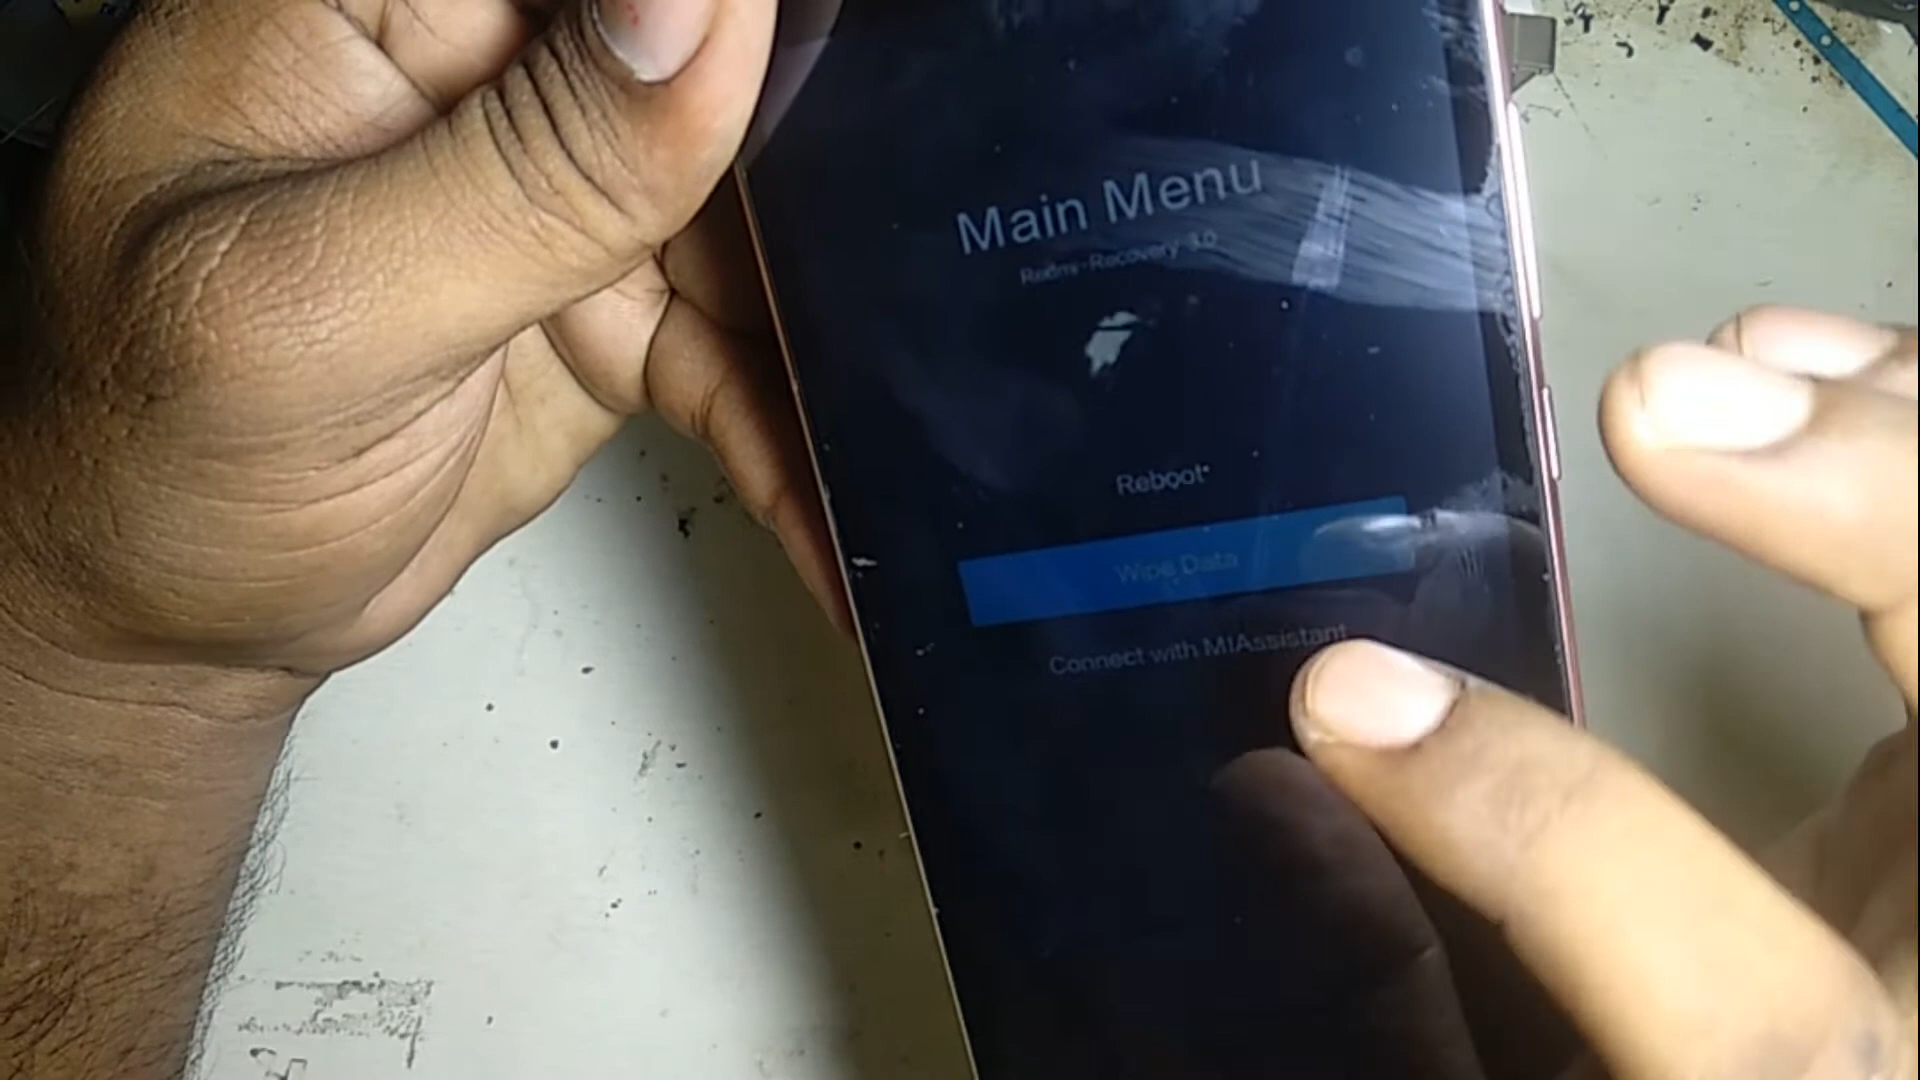 Main Menu
Redmi-Recovery 3.0
Reboot
Wipe Data
Connect with MIAssistant